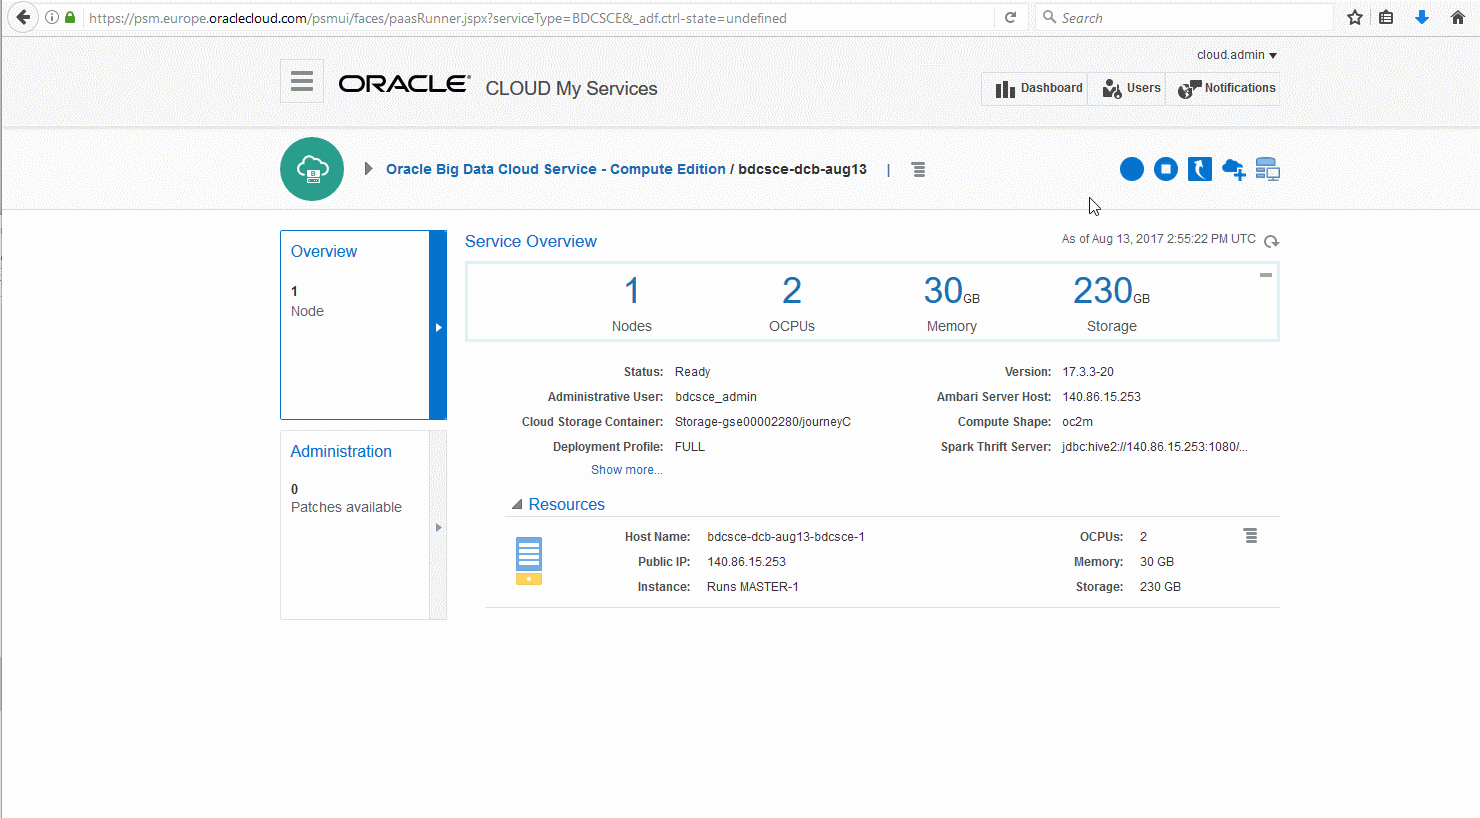 https://psm.europe.oraclecloud.com/psmui/faces/paasRunner.jspx?serviceType=BDCSCE&_adf.ctrl-state=undefined
Search
cloud.admin
ORACLE CLOUD My Services
Dashboard Users Notifications
Oracle Big Data Cloud Service - Compute Edition / bdcsce-dcb-aug13 |
Overview
1
Node
Administration
0
Patches available
Service Overview
As of Aug 13, 2017 2:55:22 PM UTC
1 2 30GB 230GB
Nodes OCPUs Memory Storage
Status: Ready Version: 17.3.3-20
Administrative User: bdcsce_admin Ambari Server Host: 140.86.15.253
Cloud Storage Container: Storage-gse00002280/journeyC Compute Shape: oc2m
Deployment Profile: FULL Spark Thrift Server: jdbc:hive2://140.86.15.253:1080/...
Show more...
Resources
Host Name: bdcsce-dcb-aug13-bdcsce-1 OCPUs: 2
Public IP: 140.86.15.253 Memory: 30 GB
Instance: Runs MASTER-1 Storage: 230 GB